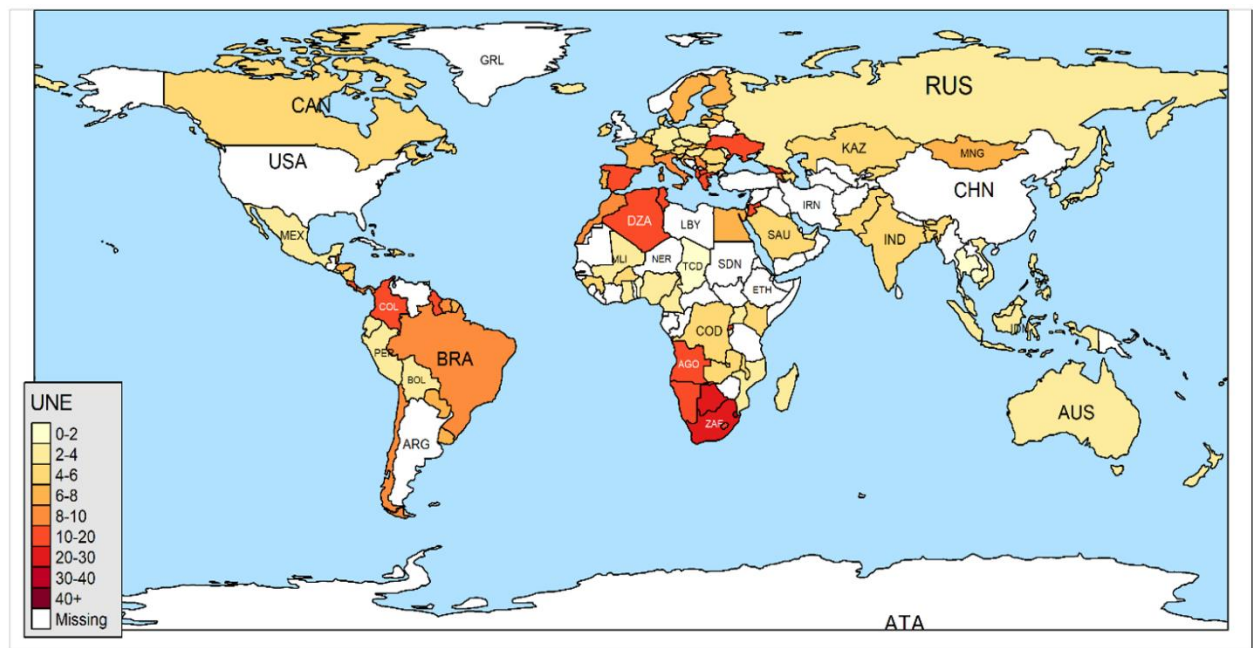 GRL
RUS
CAN
KAZ
MNG
USA
CHN
IRN
DZA
LBY
MEX
SAU
IND
MLI
NER
TCD
SDN
ETH
COL
COD
IDN
PER
BRA
AGO
BOL
UNE
AUS
ZAF
ARG
0-2
2-4
4-6
6-8
8-10
10-20
20-30
30-40
40+
Missing
ATA